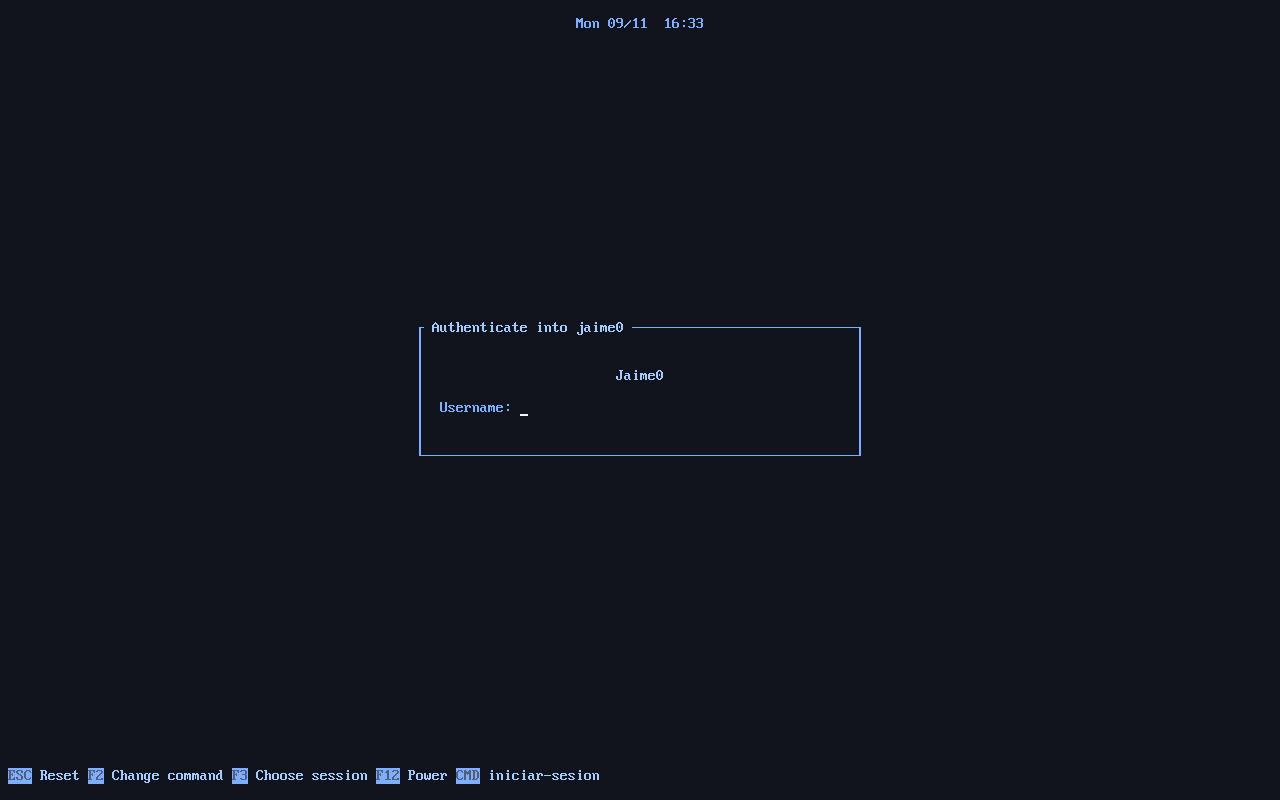 Mon 09/11  16:33
Authenticate into jaime0
Jaime0
Username:
ESC Reset F2 Change command F3 Choose session F12 Power CMD iniciar-sesion